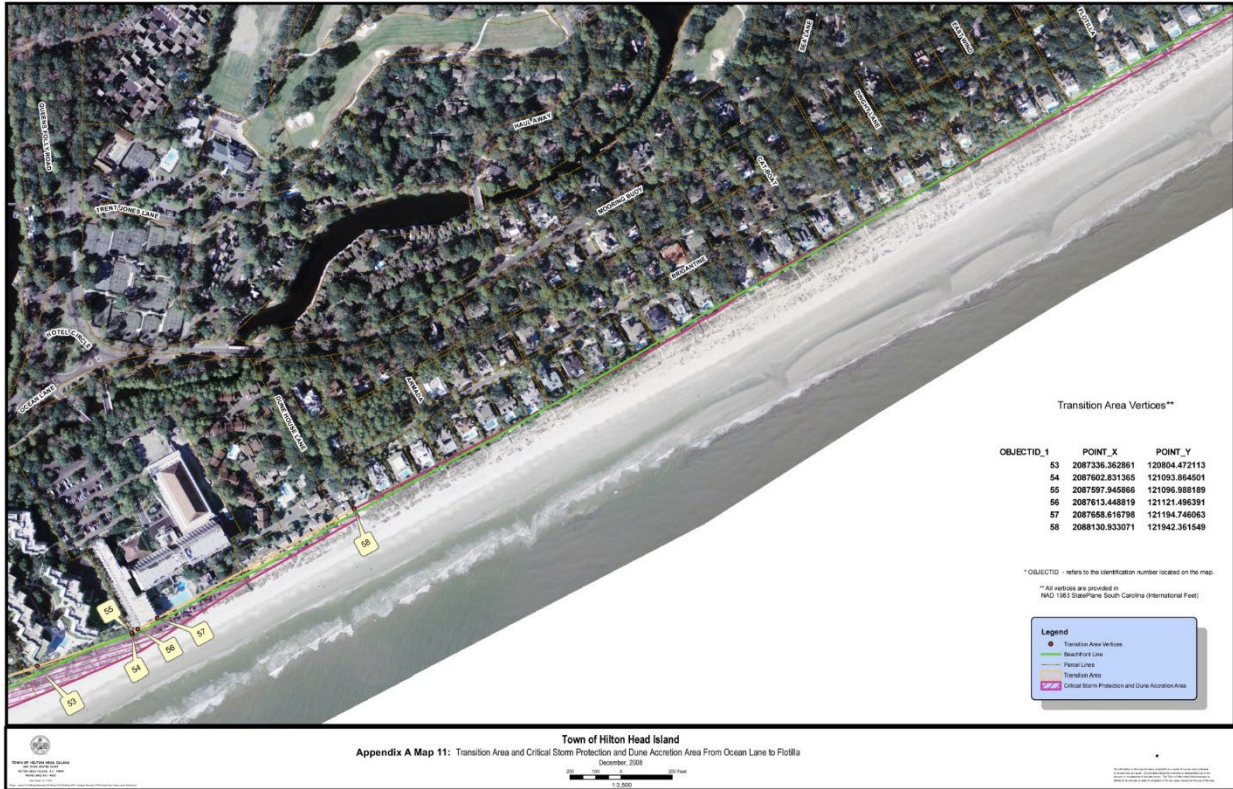 QUEENS FOLLY ROAD
TRENT JONES LANE
HOTEL CIRCLE
OCEAN LANE
DUNE HOUSE LANE
ARMADA
HAUL AWAY
MOORING BUOY
BRIGANTINE
CATBOAT
DINGHY LANE
SEA LANE
EAST WIND
FLOTILLA
53
54
55
56
57
58
Transition Area Vertices**
OBJECTID_1 POINT_X POINT_Y
53 2087336.362861 120804.472113
54 2087602.831365 121093.864501
55 2087597.945866 121096.988189
56 2087613.448819 121121.496391
57 2087658.616798 121194.746063
58 2088130.933071 121942.361549
* OBJECTID - refers to the identification number located on the map.
** All vertices are provided in
NAD 1983 StatePlane South Carolina (International Feet)
Legend
Transition Area Vertices
Beachfront Line
Parcel Lines
Transition Area
Critical Storm Protection and Dune Accretion Area
TOWN OF HILTON HEAD ISLAND
Town of Hilton Head Island
Appendix A Map 11: Transition Area and Critical Storm Protection and Dune Accretion Area From Ocean Lane to Flotilla
December, 2008
200 100 0 200 Feet
1:3,500